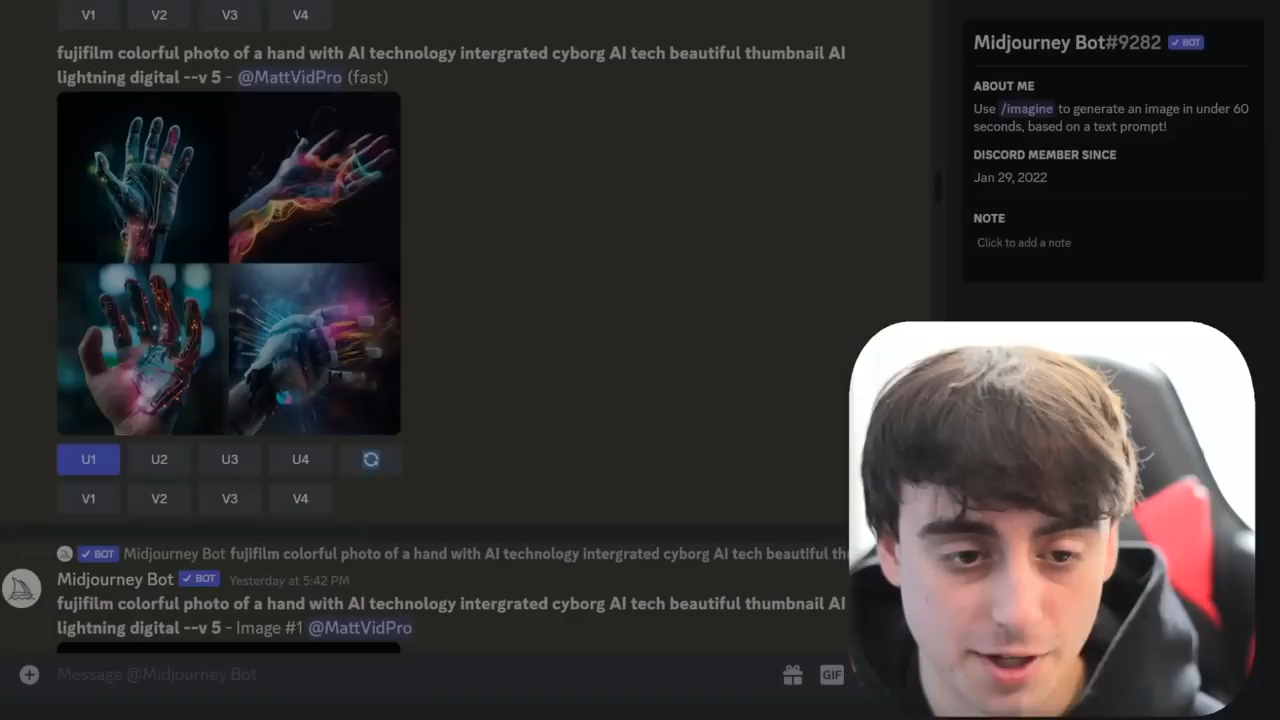 V1 V2 V3 V4
fujifilm colorful photo of a hand with AI technology intergrated cyborg AI tech beautiful thumbnail AI
lightning digital --v 5 - @MattVidPro (fast)
U1 U2 U3 U4
V1 V2 V3 V4
BOT Midjourney Bot fujifilm colorful photo of a hand with AI technology intergrated cyborg AI tech beautiful
Midjourney Bot BOT Yesterday at 5:42 PM
fujifilm colorful photo of a hand with AI technology intergrated cyborg AI tech beautiful thumbnail AI
lightning digital --v 5 - Image #1 @MattVidPro
Message @Midjourney Bot
GIF
Midjourney Bot#9282 BOT
ABOUT ME
Use /imagine to generate an image in under 60
seconds, based on a text prompt!
DISCORD MEMBER SINCE
Jan 29, 2022
NOTE
Click to add a note